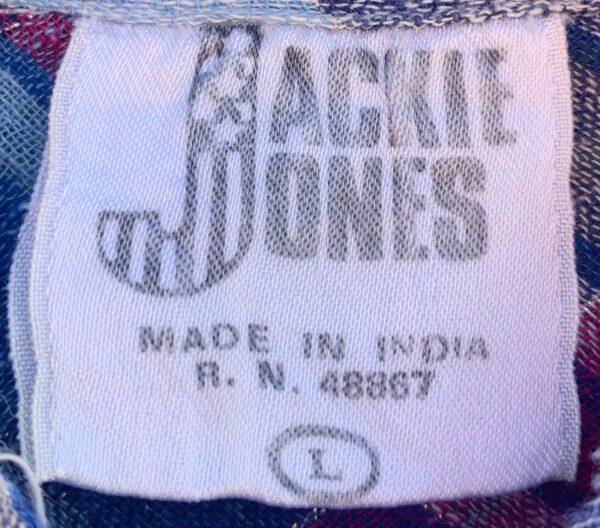 JACKIE
JONES
MADE IN INDIA
R. N. 48867
L